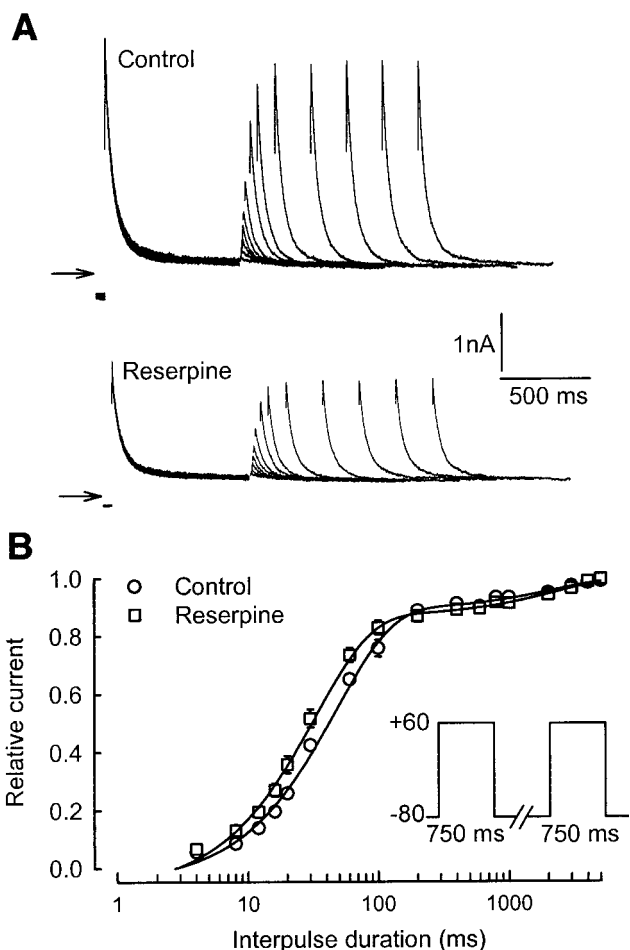 A
Control
1nA
500 ms
Reserpine
B
1.0
0.8
0.6
0.4
0.2
0.0
Relative current
Control
Reserpine
+60
-80
750 ms
750 ms
1
10
100
1000
Interpulse duration (ms)